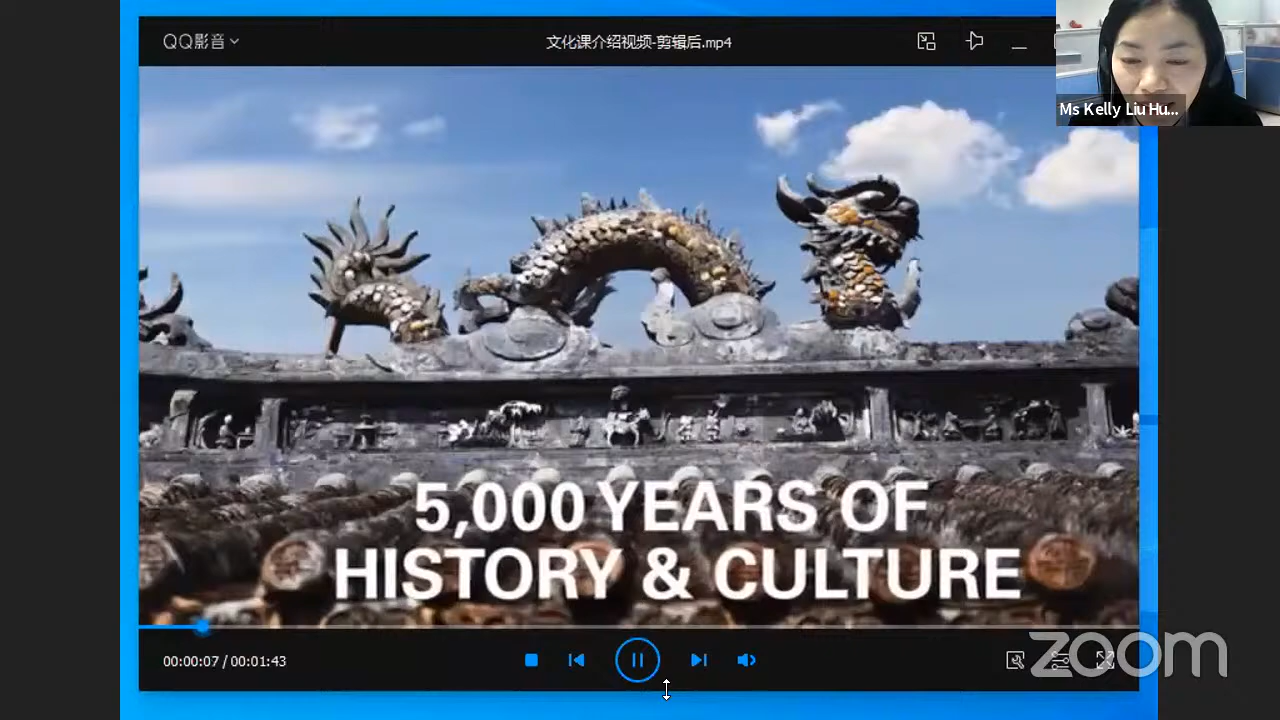 QQ影音
文化课介绍视频-剪辑后.mp4
Ms Kelly Liu Hu...
5,000 YEARS OF
HISTORY & CULTURE
00:00:07 / 00:01:43
zoom